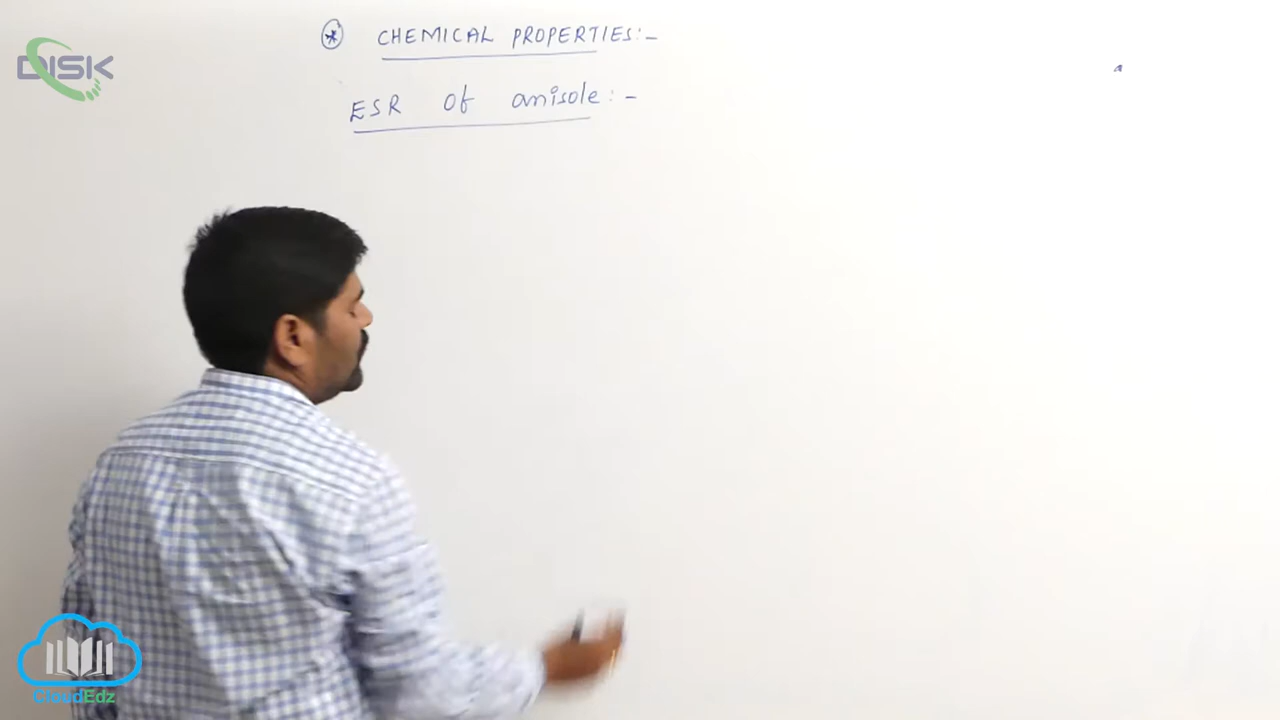 DISK
* CHEMICAL PROPERTIES:-
ESR of anisole:-
CloudEdz